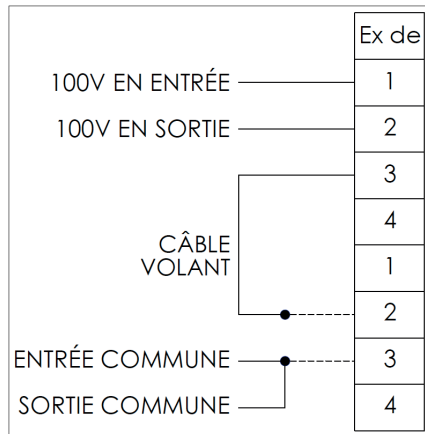 Ex de
100V EN ENTRÉE 1
100V EN SORTIE 2
3
4
CÂBLE
VOLANT
1
2
ENTRÉE COMMUNE 3
SORTIE COMMUNE 4